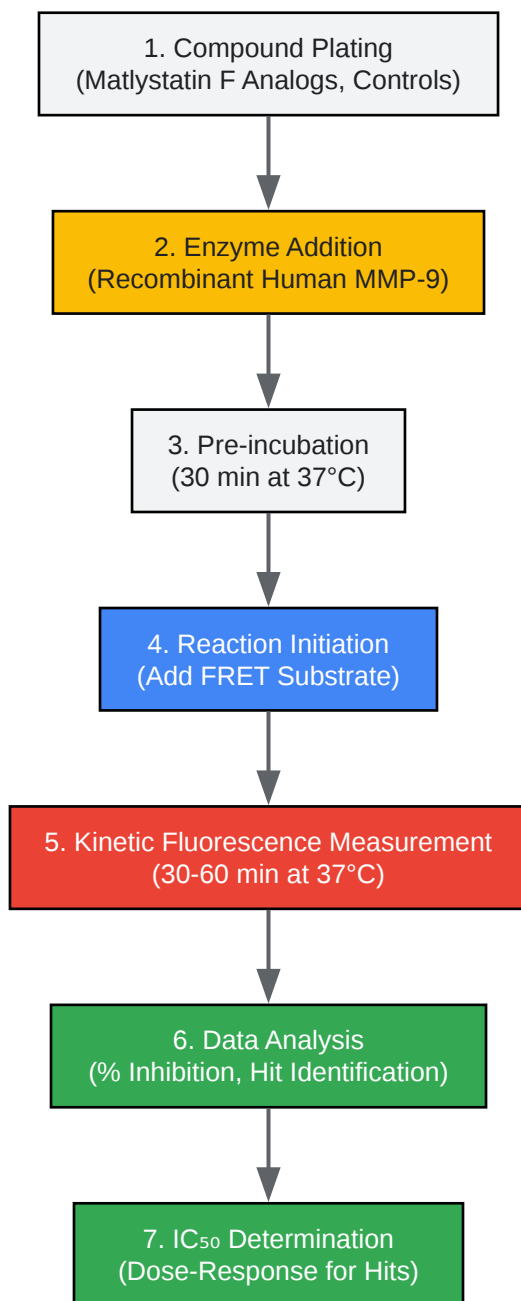 1. Compound Plating
(Matlystatin F Analogs, Controls)
2. Enzyme Addition
(Recombinant Human MMP-9)
3. Pre-incubation
(30 min at 37°C)
4. Reaction Initiation
(Add FRET Substrate)
5. Kinetic Fluorescence Measurement
(30-60 min at 37°C)
6. Data Analysis
(% Inhibition, Hit Identification)
7. IC₅₀ Determination
(Dose-Response for Hits)